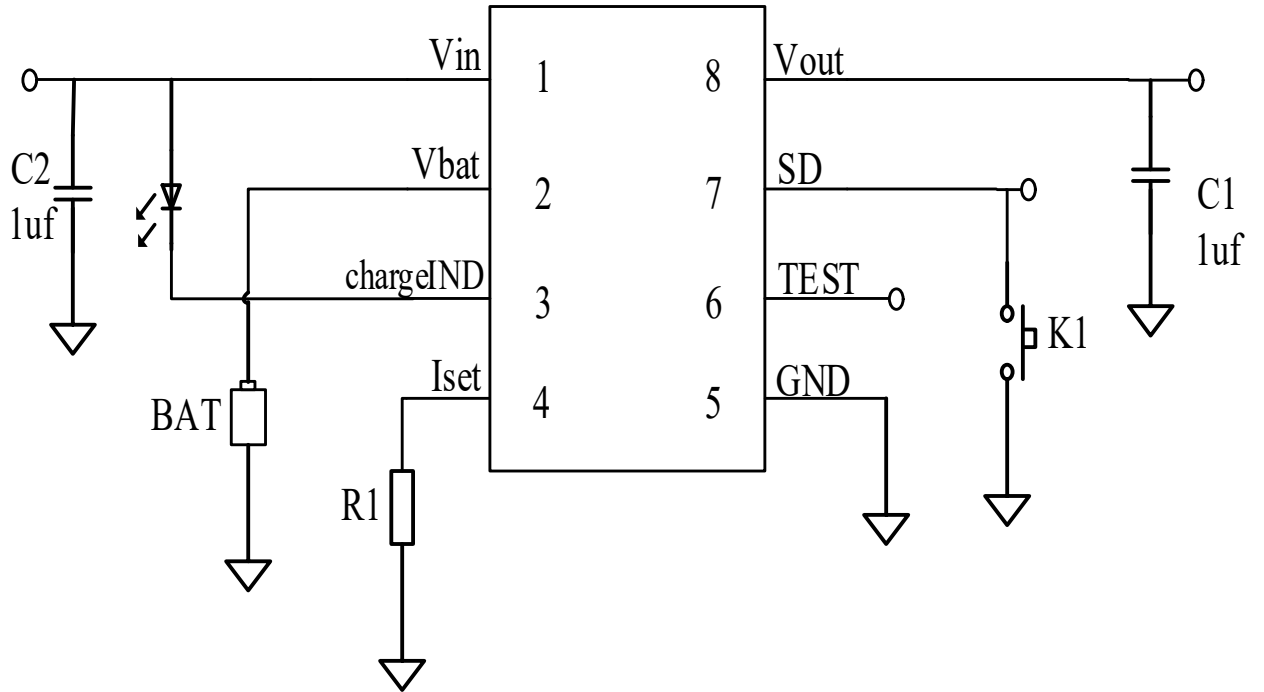 Vin
1
8
Vout
C2
1uf
Vbat
2
7
SD
C1
1uf
chargeIND
3
6
TEST
K1
Iset
4
5
GND
BAT
R1